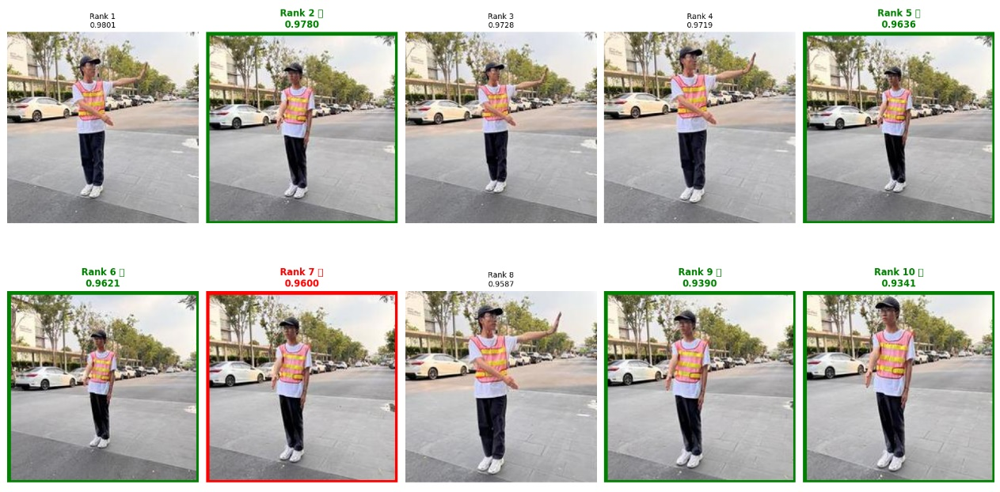 Rank 1
0.9801
Rank 2
0.9780
Rank 3
0.9728
Rank 4
0.9719
Rank 5
0.9636
Rank 6
0.9621
Rank 7
0.9600
Rank 8
0.9587
Rank 9
0.9390
Rank 10
0.9341